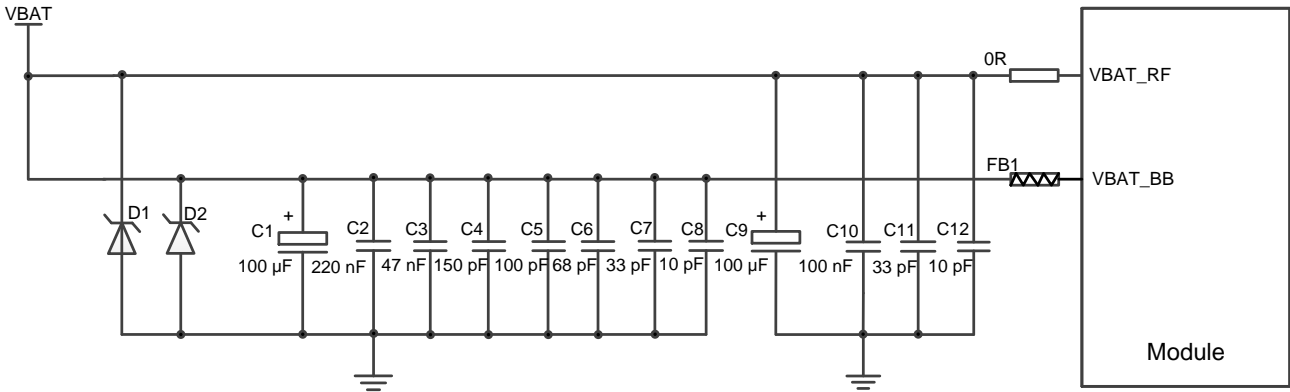 VBAT
0R
VBAT_RF
FB1
VBAT_BB
D1
D2
+
C1
100 µF
C2
220 nF
C3
47 nF
C4
150 pF
C5
100 pF
C6
68 pF
C7
33 pF
C8
10 pF
+
C9
100 µF
C10
100 nF
C11
33 pF
C12
10 pF
Module